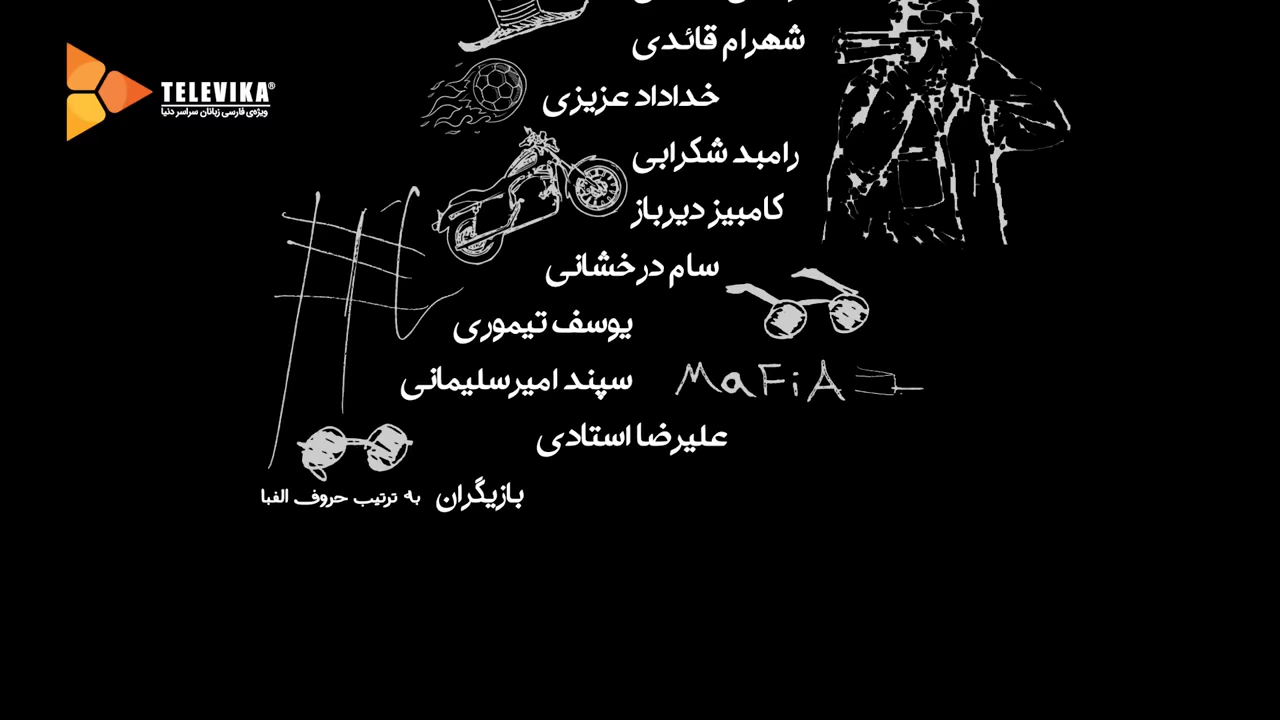 TELEVIKA®
ویژه‌ی فارسی زبانان سراسر دنیا
شهرام قائدی
خداداد عزیزی
رامبد شکرابی
کامبیز دیرباز
سام درخشانی
یوسف تیموری
سپند امیرسلیمانی
MaFiA
علیرضا استادی
بازیگران به ترتیب حروف الفبا